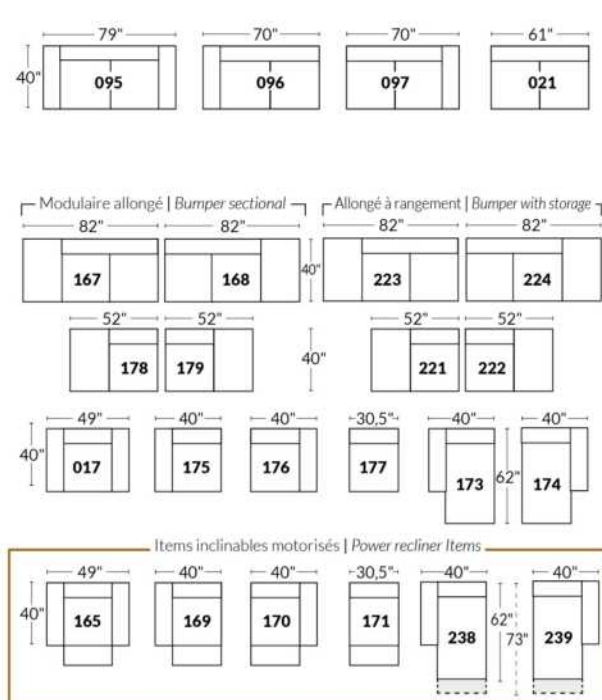 79" 70" 70" 61"
40" 095 096 097 021
Modulaire allongé | Bumper sectional Allongé à rangement | Bumper with storage
82" 82" 82" 82"
167 168 40" 223 224
52" 52" 52" 52"
178 179 40" 221 222
49" 40" 40" 30,5" 40" 40"
40" 017 175 176 177 173 62" 174
Items inclinables motorisés | Power recliner Items
49" 40" 40" 30,5" 40" 40"
40" 165 169 170 171 238 62" 73" 239